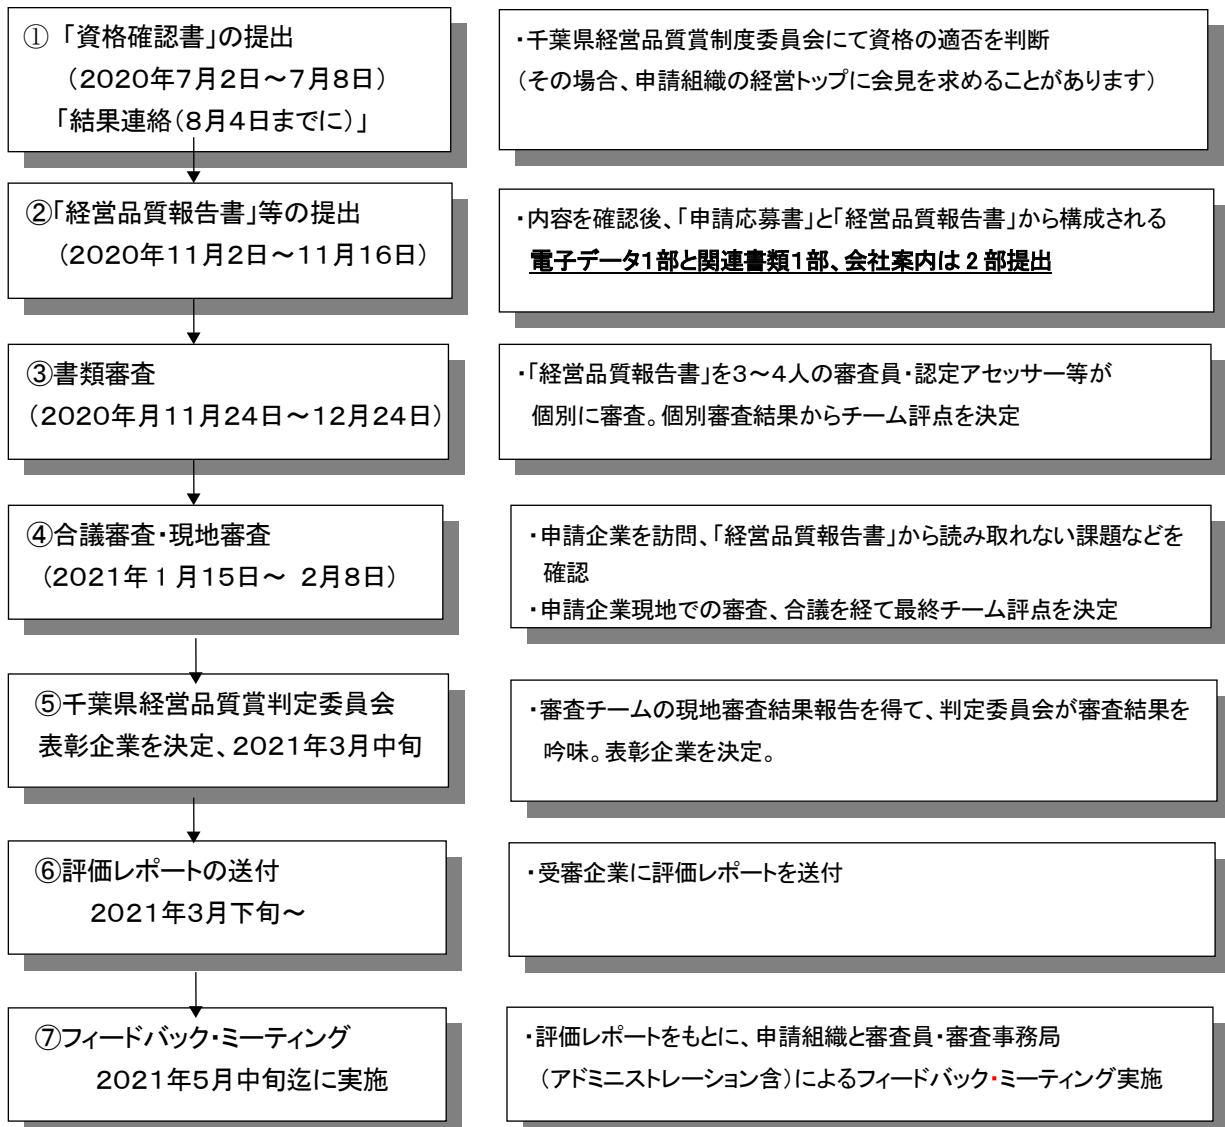 ① 「資格確認書」の提出
(2020年7月2日～7月8日)
「結果連絡(8月4日までに)」
・千葉県経営品質賞制度委員会にて資格の適否を判断
(その場合、申請組織の経営トップに会見を求めることがあります)
②「経営品質報告書」等の提出
(2020年11月2日～11月16日)
・内容を確認後、「申請応募書」と「経営品質報告書」から構成される
電子データ1部と関連書類1部、会社案内は 2 部提出
③書類審査
(2020年月11月24日～12月24日)
・「経営品質報告書」を3～4人の審査員・認定アセッサー等が
個別に審査。個別審査結果からチーム評点を決定
④合議審査・現地審査
(2021年 1 月15日～ 2月8日)
・申請企業を訪問、「経営品質報告書」から読み取れない課題などを
確認
・申請企業現地での審査、合議を経て最終チーム評点を決定
⑤千葉県経営品質賞判定委員会
表彰企業を決定、2021年3月中旬
・審査チームの現地審査結果報告を得て、判定委員会が審査結果を
吟味。表彰企業を決定。
⑥評価レポートの送付
2021年3月下旬～
・受審企業に評価レポートを送付
⑦フィードバック・ミーティング
2021年5月中旬迄に実施
・評価レポートをもとに、申請組織と審査員・審査事務局
(アドミニストレーション含)によるフィードバック・ミーティング実施